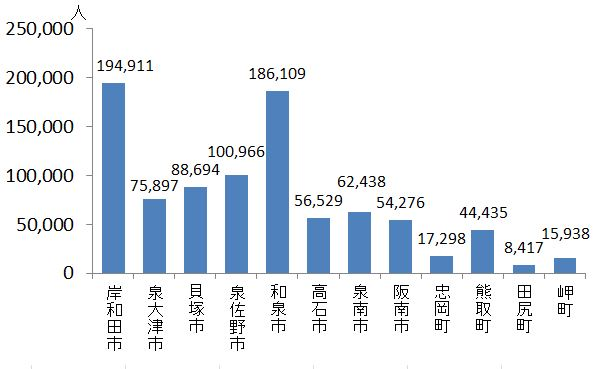 人
250,000
200,000
150,000
100,000
50,000
0
194,911
75,897
88,694
100,966
186,109
56,529
62,438
54,276
17,298
44,435
8,417
15,938
岸和田市
泉大津市
貝塚市
泉佐野市
和泉市
高石市
泉南市
阪南市
忠岡町
熊取町
田尻町
岬町